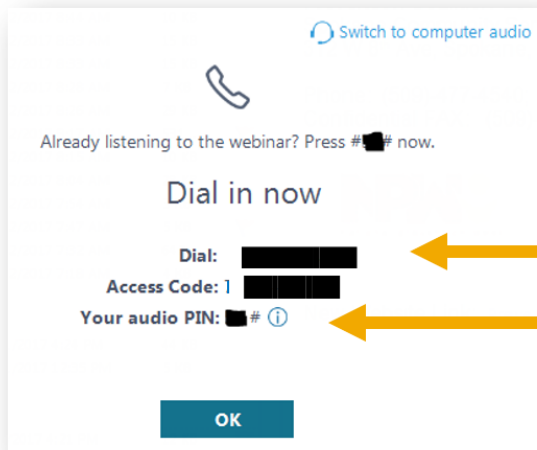 Switch to computer audio
Already listening to the webinar? Press ## now.
Dial in now
Dial:
Access Code: 1
Your audio PIN: #
OK